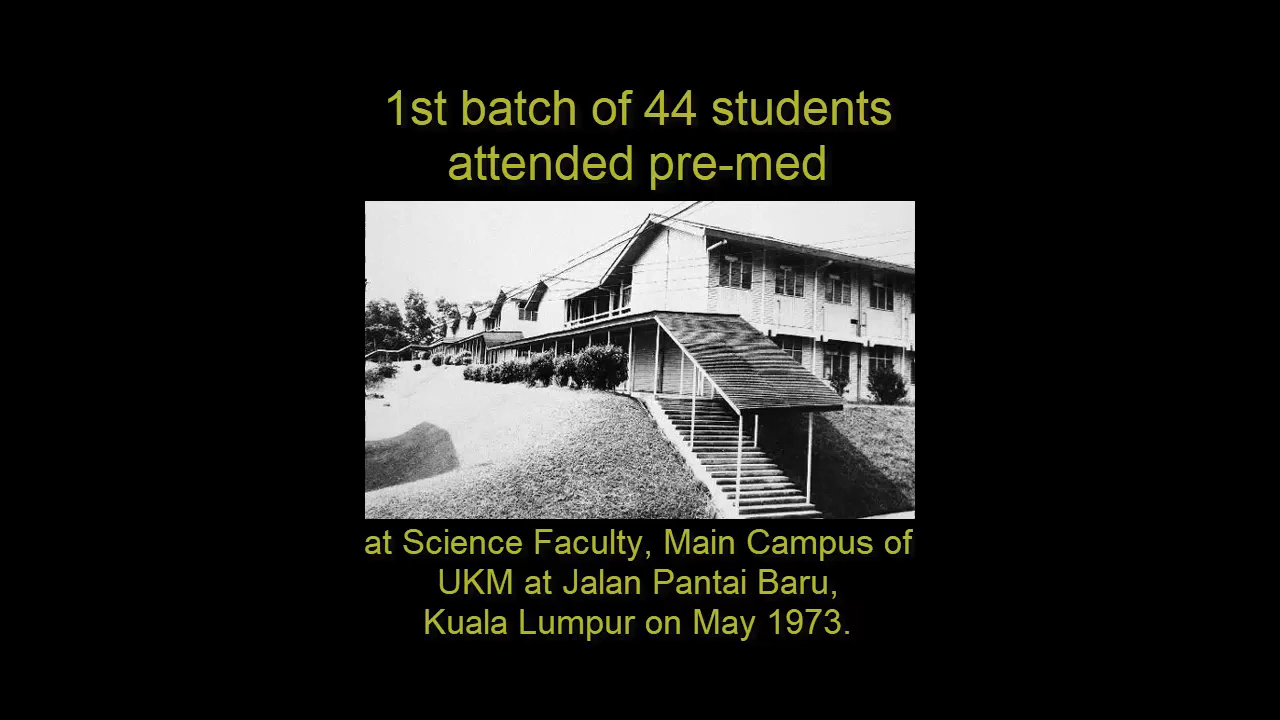 1st batch of 44 students
attended pre-med
at Science Faculty, Main Campus of
UKM at Jalan Pantai Baru,
Kuala Lumpur on May 1973.